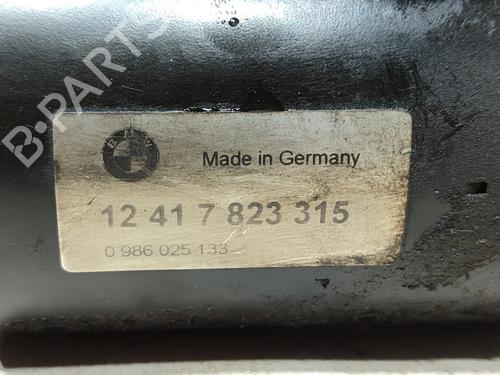 B-PARTS
BMW
Made in Germany
12 41 7 823 315
0 986 025 133